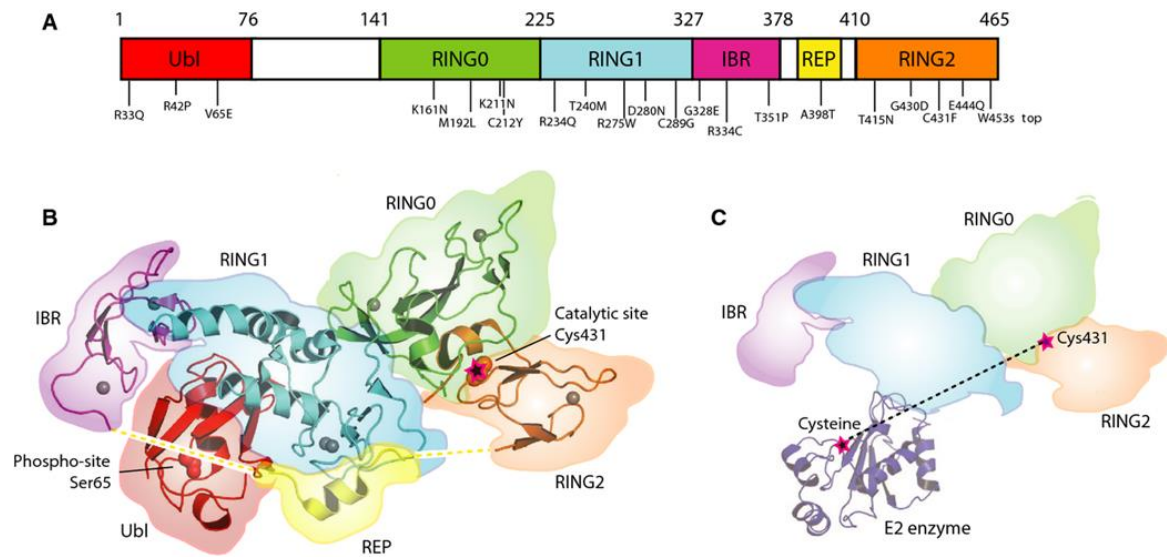 A
1 76 141 225 327 378 410 465
Ubl RING0 RING1 IBR REP RING2
R33Q R42P V65E K161N M192L K211N C212Y R234Q T240M R275W D280N C289G G328E R334C T351P A398T T415N G430D C431F E444Q W453s top
B
RING0
RING1
IBR
Catalytic site
Cys431
Phospho-site
Ser65
Ubl
REP
RING2
C
RING0
RING1
IBR
Cys431
Cysteine
RING2
E2 enzyme